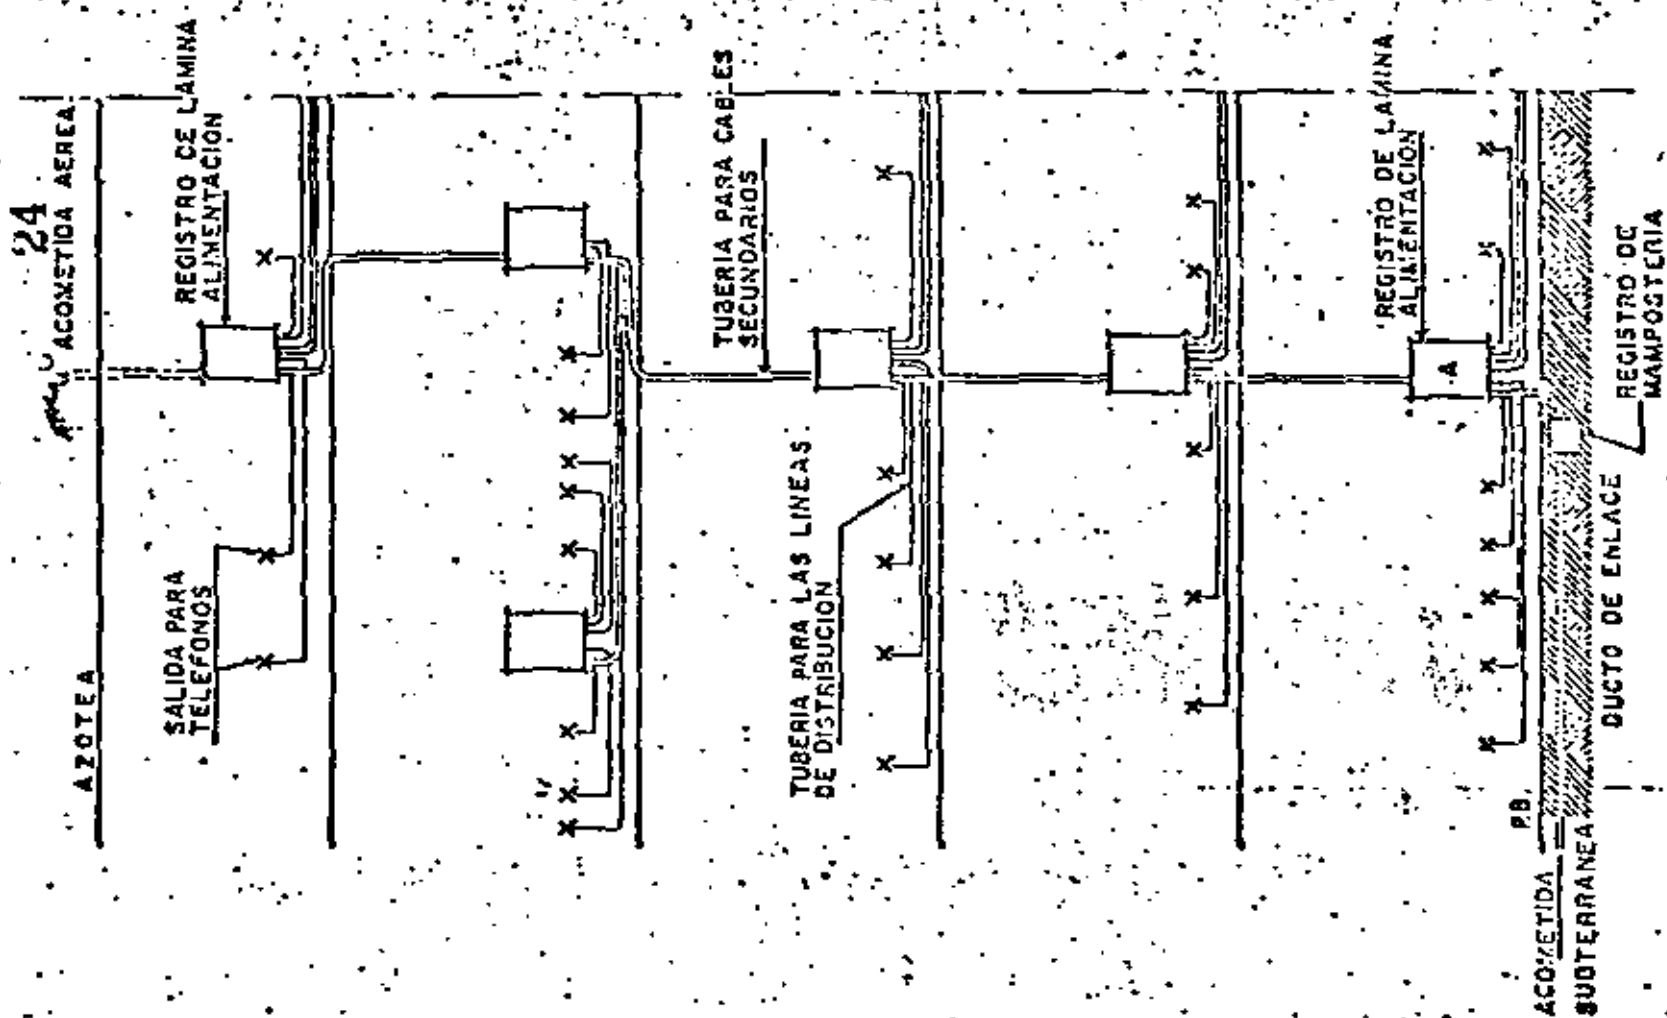 24
ACOMETIDA AEREA
AZOTEA
REGISTRO DE LAMINA
ALIMENTACION
SALIDA PARA
TELEFONOS
TUBERIA PARA CABLES
SECUNDARIOS
TUBERIA PARA LAS LINEAS
DE DISTRIBUCION
REGISTRO DE LAMINA
ALIMENTACION
A
P.B.
ACOMETIDA
SUBTERRANEA
DUCTO DE ENLACE
REGISTRO DE
MAMPOSTERIA